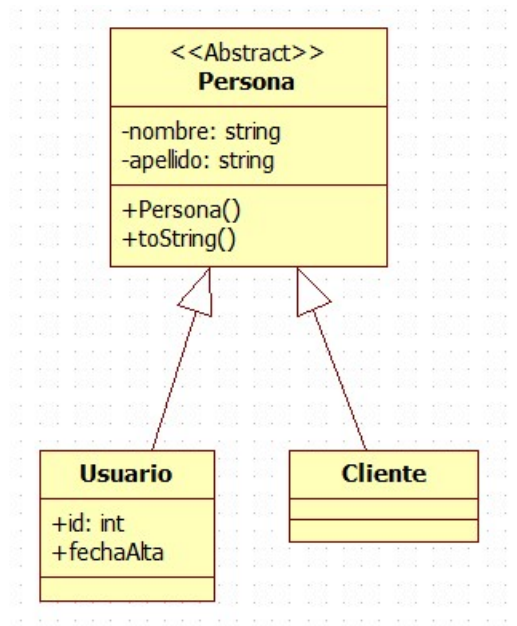 <<Abstract>>
Persona
-nombre: string
-apellido: string
+Persona()
+toString()
Usuario
+id: int
+fechaAlta
Cliente